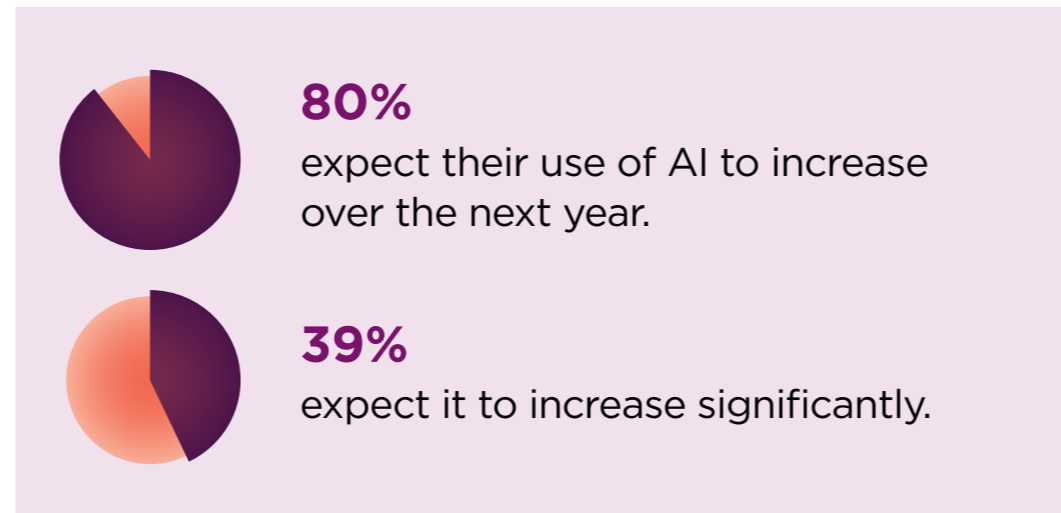 80%
expect their use of AI to increase
over the next year.
39%
expect it to increase significantly.